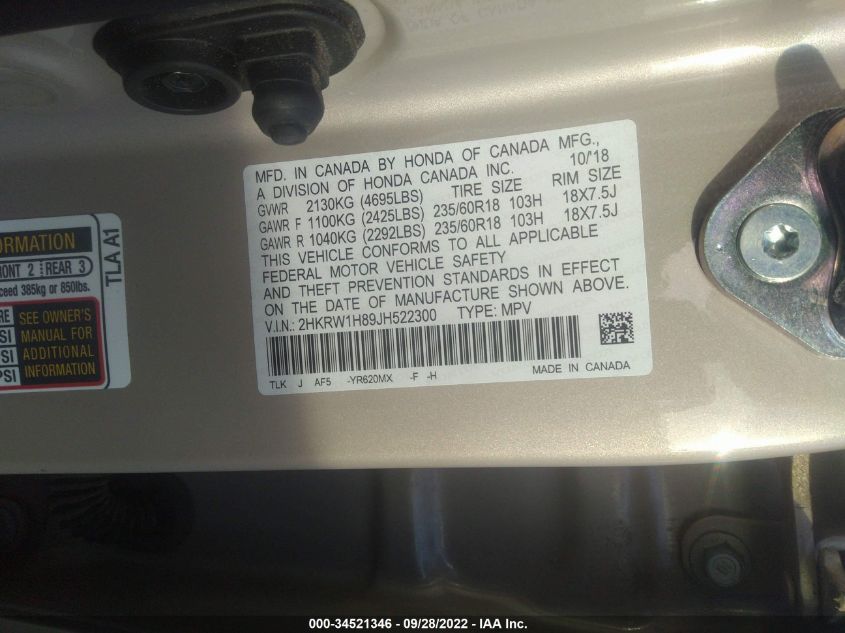 MFD. IN CANADA BY HONDA OF CANADA MFG.,
A DIVISION OF HONDA CANADA INC. 10/'18
GVWR 2130KG (4695LBS) TIRE SIZE RIM SIZE
GAWR F 1100KG (2425LBS) 235/60R18 103H 18X7.5J
GAWR R 1040KG (2292LBS) 235/60R18 103H 18X7.5J
THIS VEHICLE CONFORMS TO ALL APPLICABLE
FEDERAL MOTOR VEHICLE SAFETY
AND THEFT PREVENTION STANDARDS IN EFFECT
ON THE DATE OF MANUFACTURE SHOWN ABOVE.
V.I.N.: 2HKRW1H89JH522300 TYPE: MPV
TLK J AF5 -YR620MX -F -H MADE IN CANADA
ORMATION
RONT 2 REAR 3
ceed 385kg or 850lbs.
RE SEE OWNER'S
SI MANUAL FOR
SI ADDITIONAL
PSI INFORMATION
TLA A1
000-34521346 - 09/28/2022 - IAA Inc.